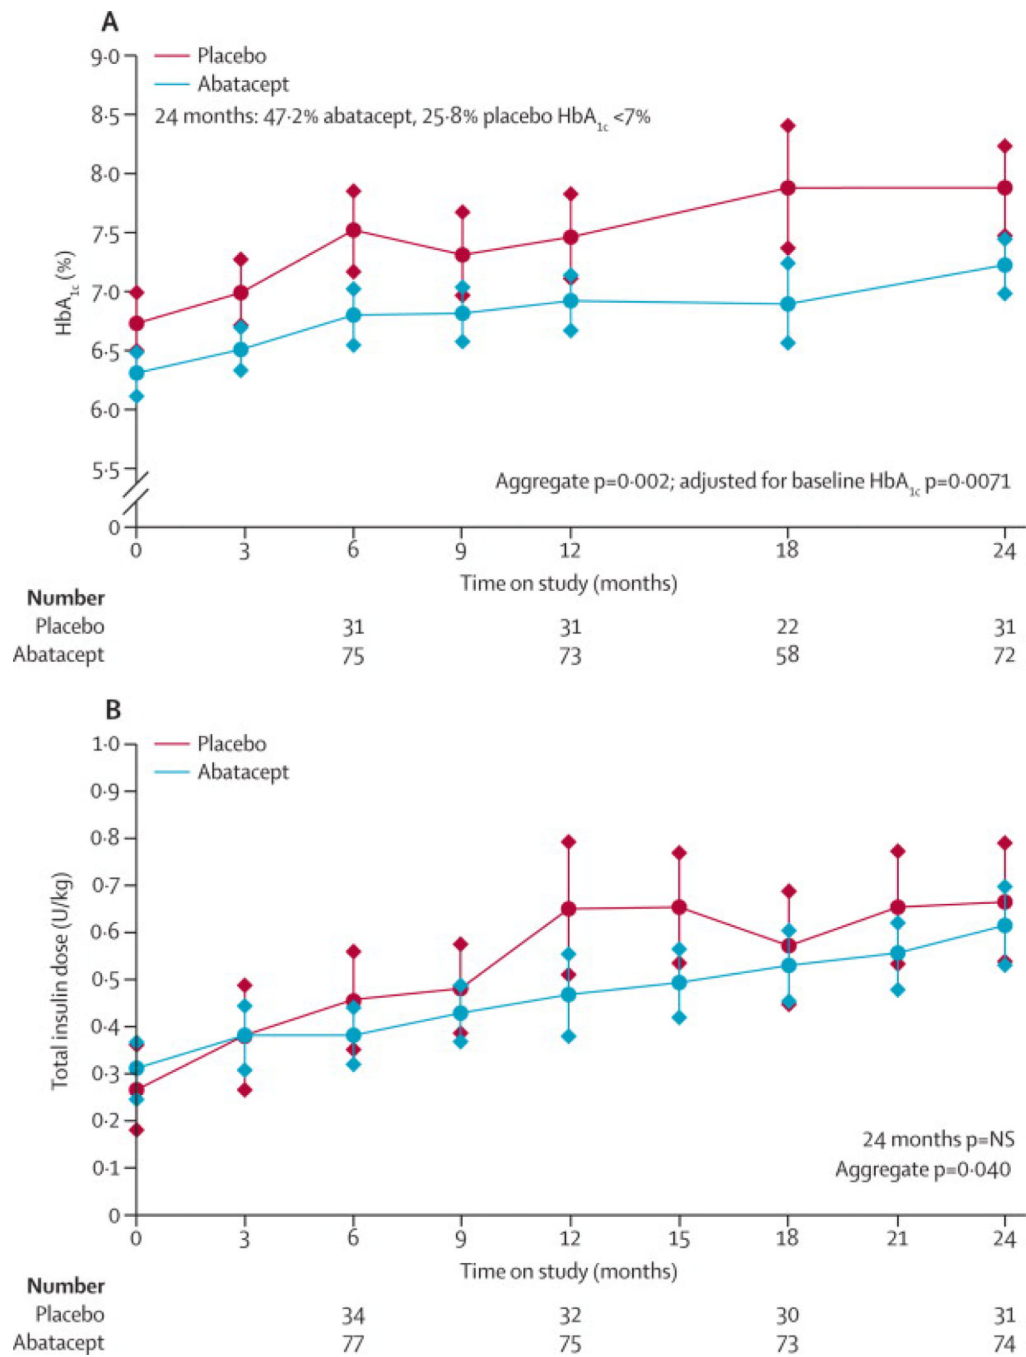 A
9·0
Placebo
Abatacept
8·5
24 months: 47·2% abatacept, 25·8% placebo HbA1c <7%
8·0
7·5
7·0
6·5
6·0
5·5
0
HbA1c (%)
Aggregate p=0·002; adjusted for baseline HbA1c p=0·0071
0 3 6 9 12 18 24
Time on study (months)
Number
Placebo 31 31 22 31
Abatacept 75 73 58 72
B
1·0
Placebo
Abatacept
0·9
0·8
0·7
0·6
0·5
0·4
0·3
0·2
0·1
0
Total insulin dose (U/kg)
24 months p=NS
Aggregate p=0·040
0 3 6 9 12 15 18 21 24
Time on study (months)
Number
Placebo 34 32 30 31
Abatacept 77 75 73 74